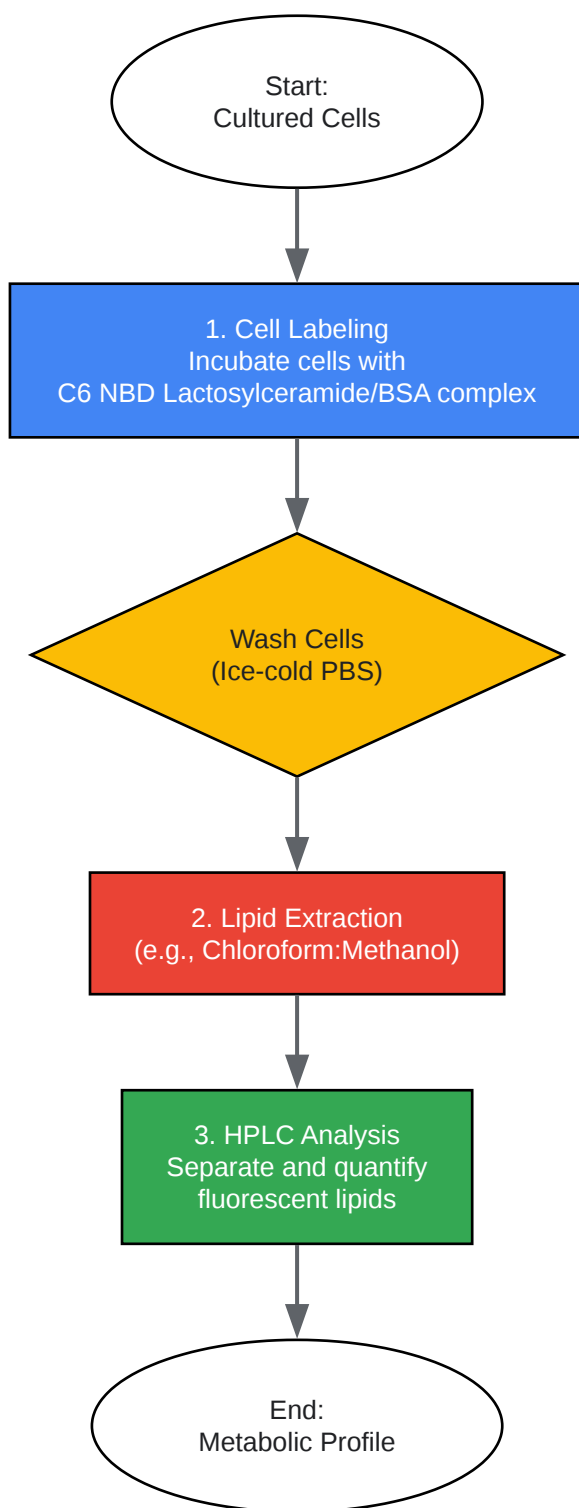 Start:
Cultured Cells
1. Cell Labeling
Incubate cells with
C6 NBD Lactosylceramide/BSA complex
Wash Cells
(Ice-cold PBS)
2. Lipid Extraction
(e.g., Chloroform:Methanol)
3. HPLC Analysis
Separate and quantify
fluorescent lipids
End:
Metabolic Profile